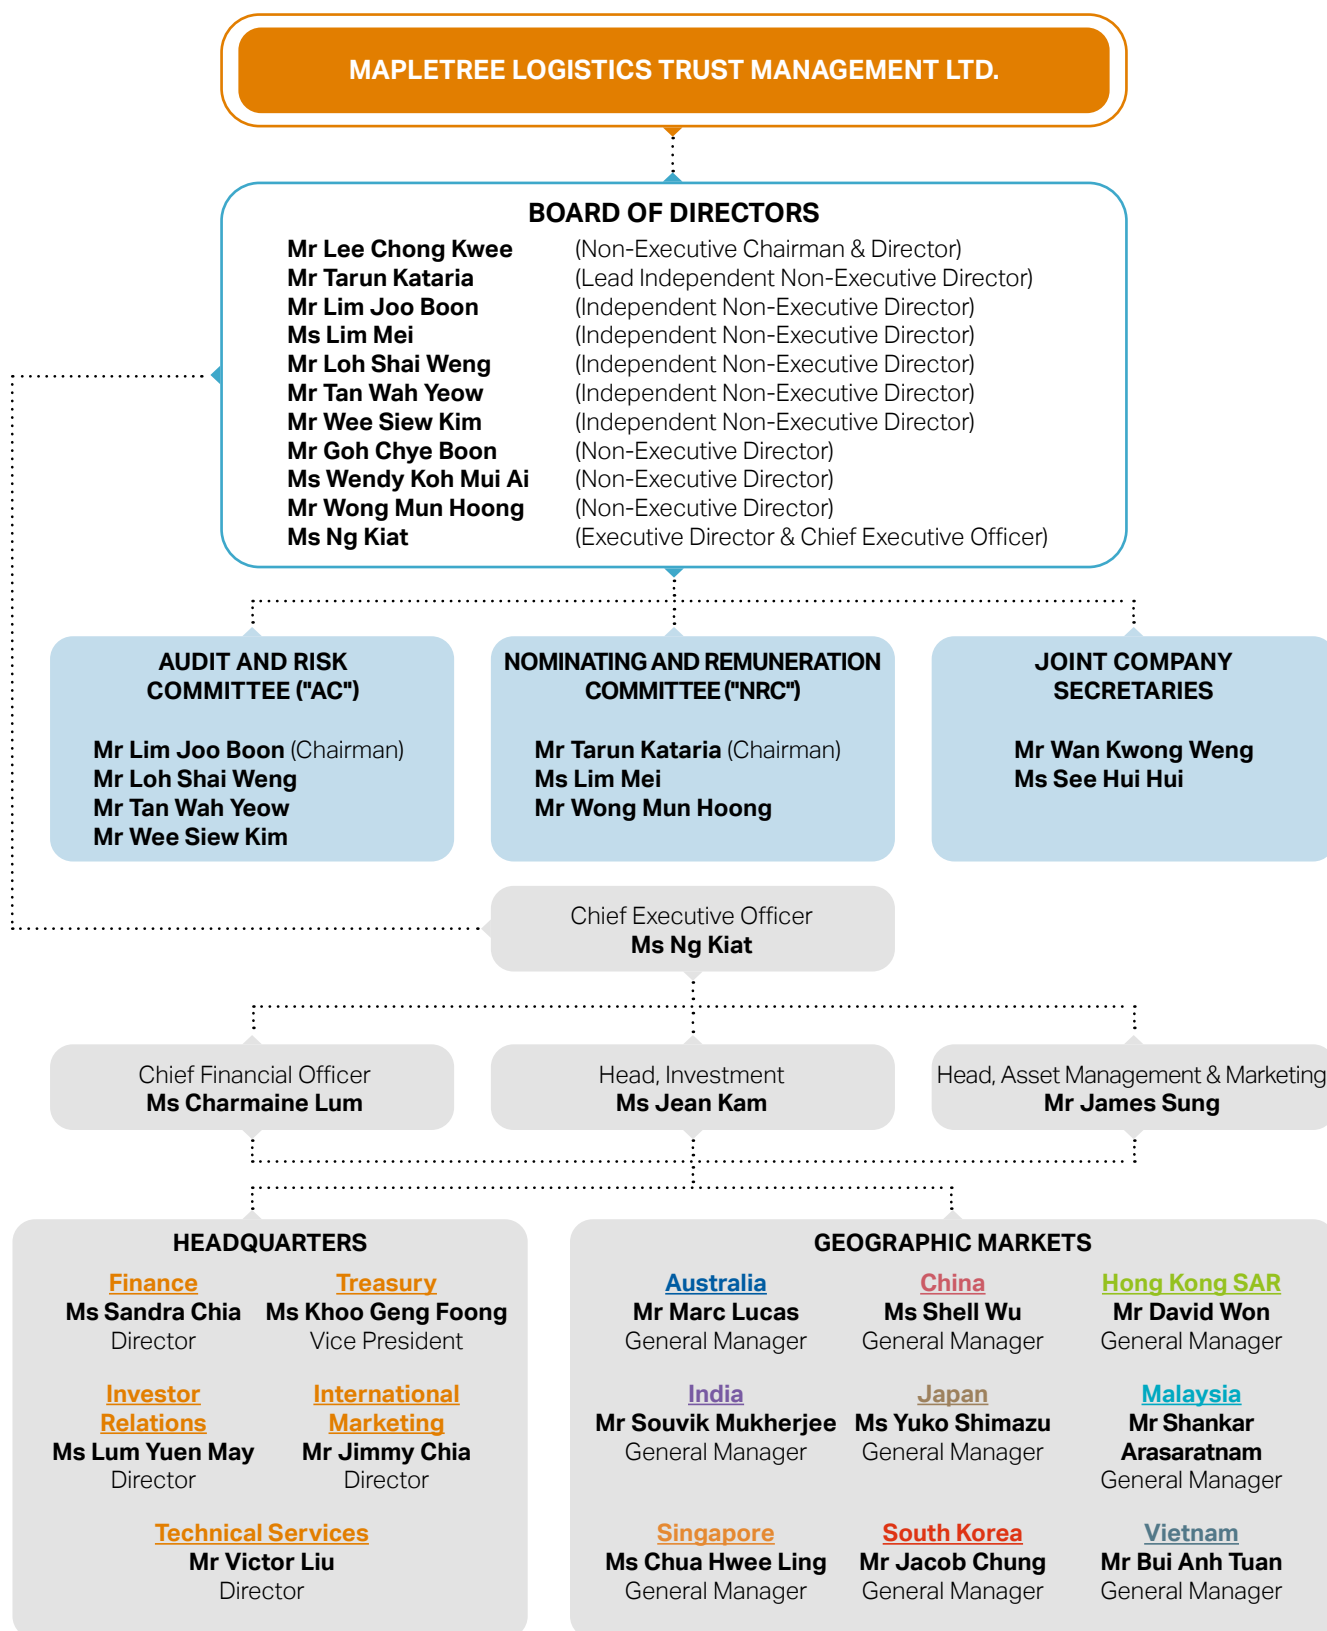 MAPLETREE LOGISTICS TRUST MANAGEMENT LTD.
BOARD OF DIRECTORS
Mr Lee Chong Kwee (Non-Executive Chairman & Director)
Mr Tarun Kataria (Lead Independent Non-Executive Director)
Mr Lim Joo Boon (Independent Non-Executive Director)
Ms Lim Mei (Independent Non-Executive Director)
Mr Loh Shai Weng (Independent Non-Executive Director)
Mr Tan Wah Yeow (Independent Non-Executive Director)
Mr Wee Siew Kim (Independent Non-Executive Director)
Mr Goh Chye Boon (Non-Executive Director)
Ms Wendy Koh Mui Ai (Non-Executive Director)
Mr Wong Mun Hoong (Non-Executive Director)
Ms Ng Kiat (Executive Director & Chief Executive Officer)
AUDIT AND RISK
COMMITTEE ("AC")
Mr Lim Joo Boon (Chairman)
Mr Loh Shai Weng
Mr Tan Wah Yeow
Mr Wee Siew Kim
NOMINATING AND REMUNERATION
COMMITTEE ("NRC")
Mr Tarun Kataria (Chairman)
Ms Lim Mei
Mr Wong Mun Hoong
JOINT COMPANY
SECRETARIES
Mr Wan Kwong Weng
Ms See Hui Hui
Chief Executive Officer
Ms Ng Kiat
Chief Financial Officer
Ms Charmaine Lum
Head, Investment
Ms Jean Kam
Head, Asset Management & Marketing
Mr James Sung
HEADQUARTERS
Finance
Ms Sandra Chia
Director
Treasury
Ms Khoo Geng Foong
Vice President
Investor
Relations
Ms Lum Yuen May
Director
International
Marketing
Mr Jimmy Chia
Director
Technical Services
Mr Victor Liu
Director
GEOGRAPHIC MARKETS
Australia
Mr Marc Lucas
General Manager
China
Ms Shell Wu
General Manager
Hong Kong SAR
Mr David Won
General Manager
India
Mr Souvik Mukherjee
General Manager
Japan
Ms Yuko Shimazu
General Manager
Malaysia
Mr Shankar
Arasaratnam
General Manager
Singapore
Ms Chua Hwee Ling
General Manager
South Korea
Mr Jacob Chung
General Manager
Vietnam
Mr Bui Anh Tuan
General Manager